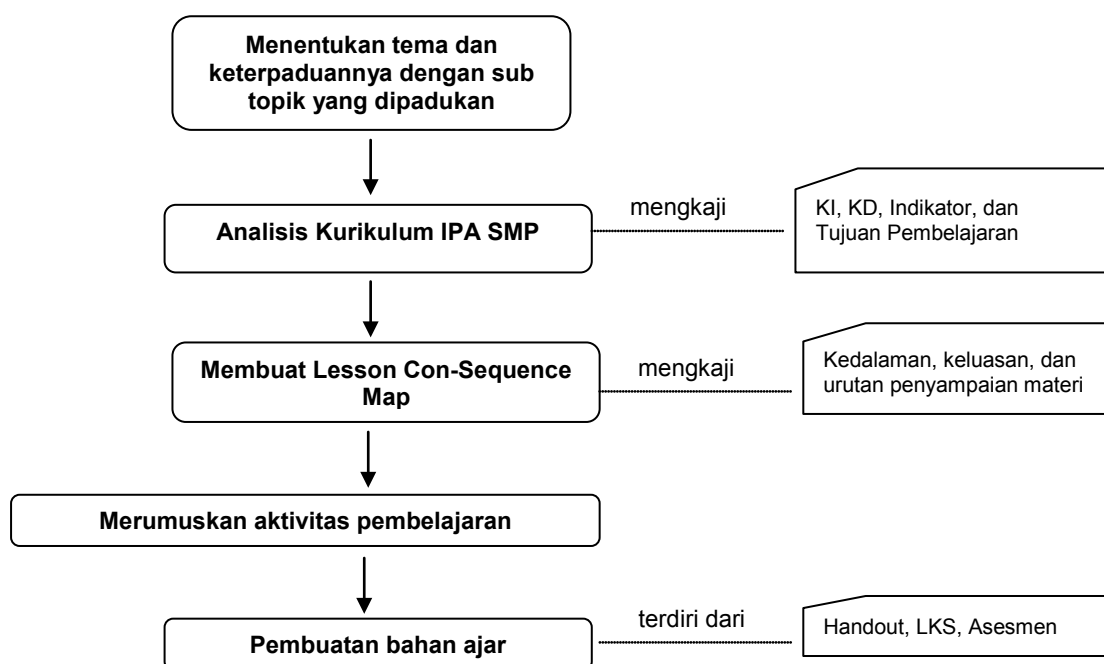 Menentukan tema dan
keterpaduannya dengan sub
topik yang dipadukan
Analisis Kurikulum IPA SMP
mengkaji
KI, KD, Indikator, dan
Tujuan Pembelajaran
Membuat Lesson Con-Sequence
Map
mengkaji
Kedalaman, keluasan, dan
urutan penyampaian materi
Merumuskan aktivitas pembelajaran
Pembuatan bahan ajar
terdiri dari
Handout, LKS, Asesmen